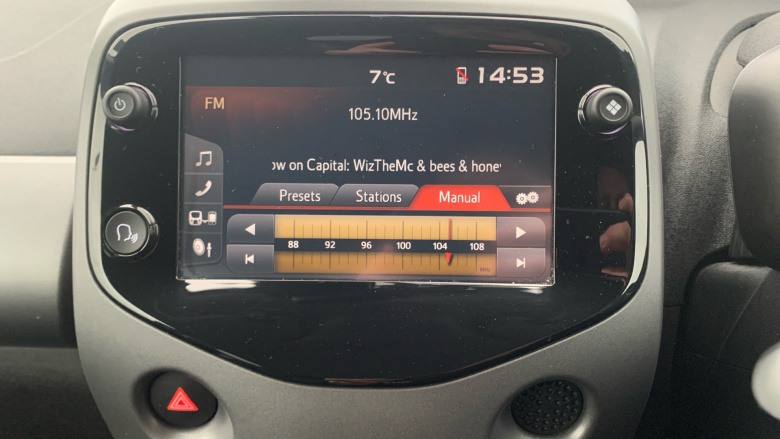 7°C
14:53
FM
105.10MHz
ow on Capital: WizTheMc & bees & hone
Presets Stations Manual
88 92 96 100 104 108
MHz